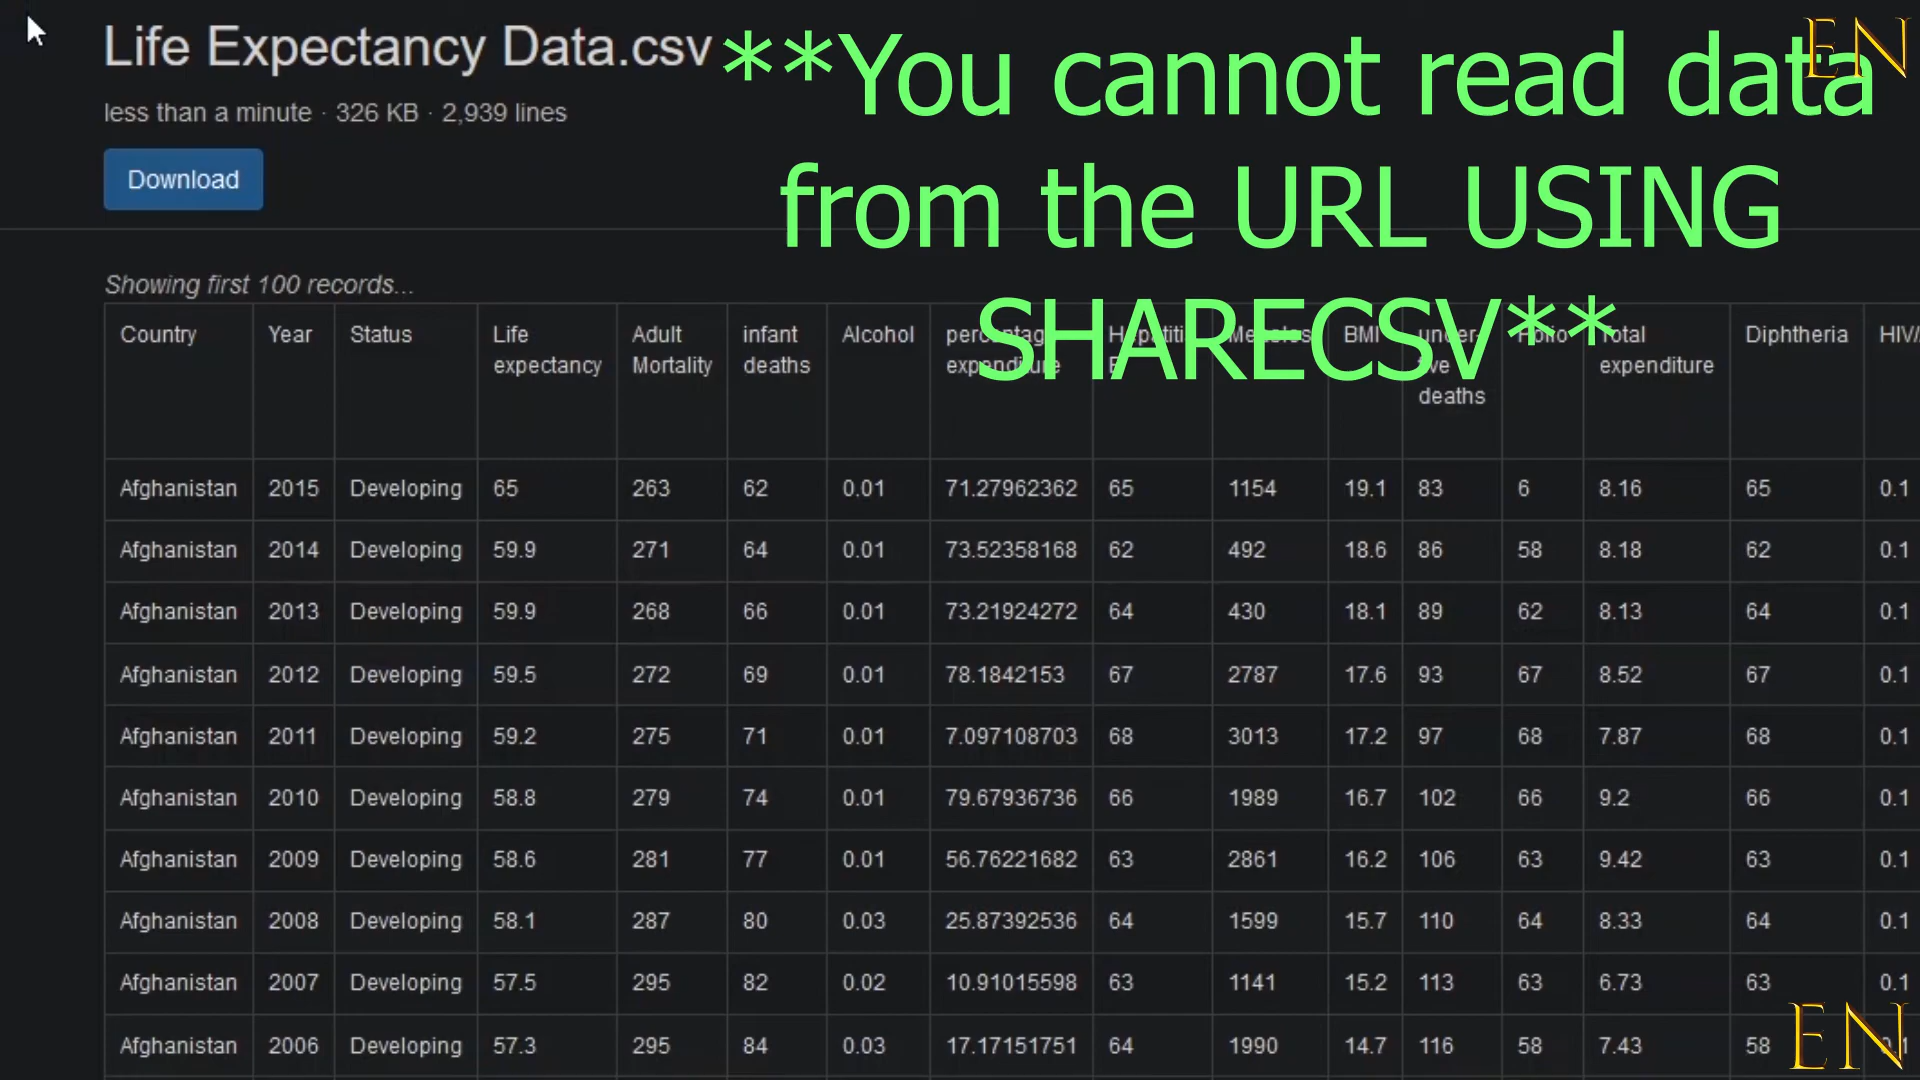 Life Expectancy Data.csv
**You cannot read data
from the URL USING
SHARECSV**
EN
less than a minute · 326 KB · 2,939 lines
Download
Showing first 100 records...
Country Year Status Life expectancy Adult Mortality infant deaths Alcohol percentage expenditure BMI deaths Total expenditure Diphtheria
Afghanistan 2015 Developing 65 263 62 0.01 71.27962362 65 1154 19.1 83 6 8.16 65 0.1
Afghanistan 2014 Developing 59.9 271 64 0.01 73.52358168 62 492 18.6 86 58 8.18 62 0.1
Afghanistan 2013 Developing 59.9 268 66 0.01 73.21924272 64 430 18.1 89 62 8.13 64 0.1
Afghanistan 2012 Developing 59.5 272 69 0.01 78.1842153 67 2787 17.6 93 67 8.52 67 0.1
Afghanistan 2011 Developing 59.2 275 71 0.01 7.097108703 68 3013 17.2 97 68 7.87 68 0.1
Afghanistan 2010 Developing 58.8 279 74 0.01 79.67936736 66 1989 16.7 102 66 9.2 66 0.1
Afghanistan 2009 Developing 58.6 281 77 0.01 56.76221682 63 2861 16.2 106 63 9.42 63 0.1
Afghanistan 2008 Developing 58.1 287 80 0.03 25.87392536 64 1599 15.7 110 64 8.33 64 0.1
Afghanistan 2007 Developing 57.5 295 82 0.02 10.91015598 63 1141 15.2 113 63 6.73 63 0.1
Afghanistan 2006 Developing 57.3 295 84 0.03 17.17151751 64 1990 14.7 116 58 7.43 58
EN